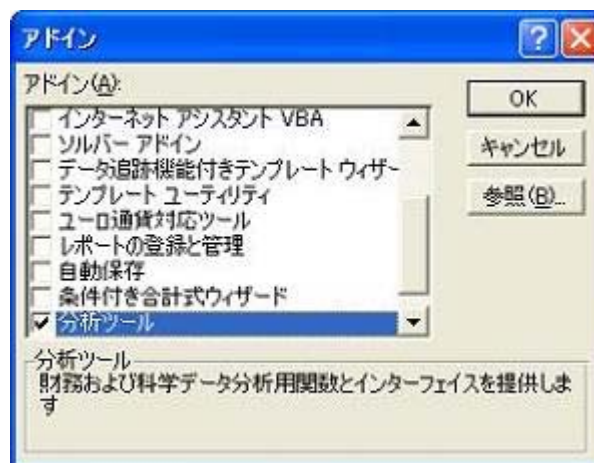 アドイン
アドイン(A):
インターネット アシスタント VBA
ソルバー アドイン
データ追跡機能付きテンプレート ウィザー
テンプレート ユーティリティ
ユーロ通貨対応ツール
レポートの登録と管理
自動保存
条件付き合計式ウィザード
分析ツール
OK
キャンセル
参照(B)...
分析ツール
財務および科学データ分析用関数とインターフェイスを提供しま
す